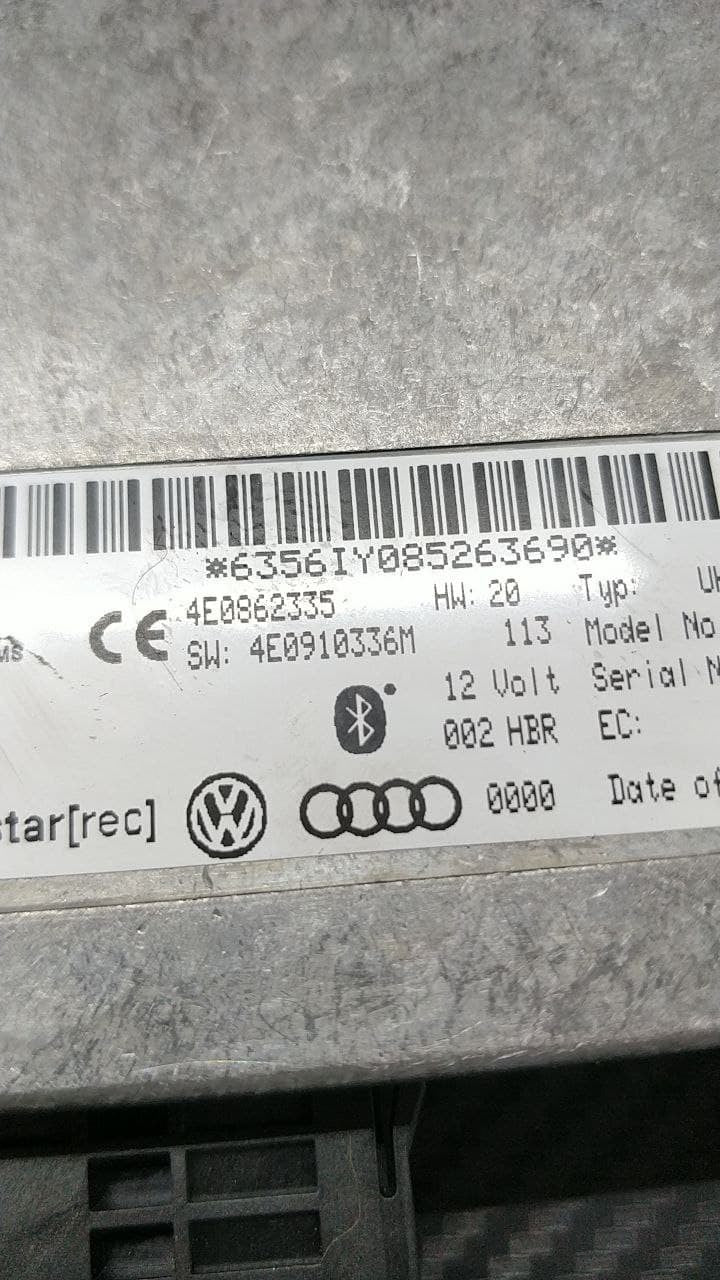 *6356IY085263690*
4E0862335 HW: 20 Typ:
SW: 4E0910336M 113 Model No
12 Volt Serial N
002 HBR EC:
star[rec] 0000 Date of